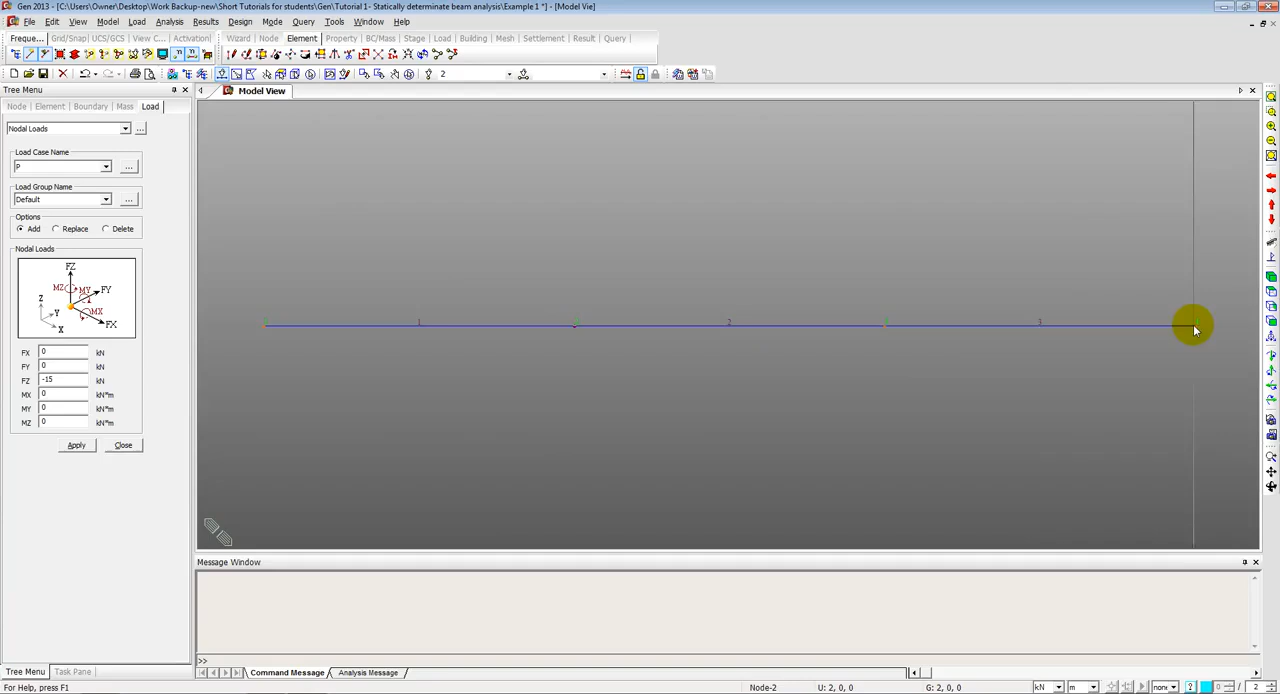 Gen 2013 - [C:\Users\Owner\Desktop\Work Backup-new\Short Tutorials for students\Gen\Tutorial 1- Statically determinate beam analysis\Example 1 *] - [Model View]
File Edit View Model Load Analysis Results Design Mode Query Tools Window Help
Freque... Grid/Snap UCS/GCS View C... Activation Wizard Node Element Property BC/Mass Stage Load Building Mesh Settlement Result Query
2
Tree Menu
Model View
Node Element Boundary Mass Load
Nodal Loads ...
Load Case Name
P ...
Load Group Name
Default ...
Options
Add Replace Delete
Nodal Loads
FZ
MZ MY FY
Z
Y MX
X FX
FX 0 kN
FY 0 kN
FZ -15 kN
MX 0 kN*m
MY 0 kN*m
MZ 0 kN*m
Apply Close
1 2 3
Message Window
>>
Tree Menu Task Pane Command Message Analysis Message
For Help, press F1 Node-2 U: 2, 0, 0 G: 2, 0, 0 kN m none ? 0 / 2